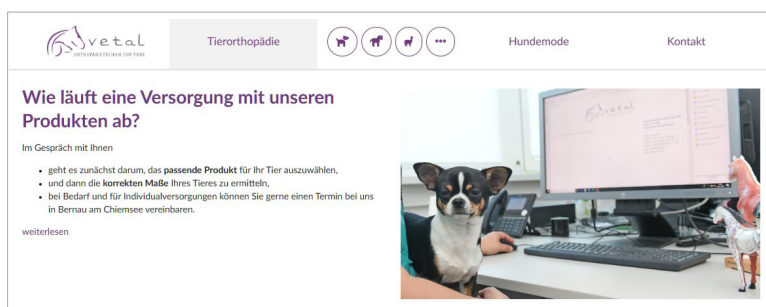 vetal
ORTHOPÄDIETECHNIK FÜR TIERE
Tierorthopädie
Hundemode
Kontakt
Wie läuft eine Versorgung mit unseren
Produkten ab?
Im Gespräch mit Ihnen
geht es zunächst darum, das passende Produkt für Ihr Tier auszuwählen,
und dann die korrekten Maße Ihres Tieres zu ermitteln,
bei Bedarf und für Individualversorgungen können Sie gerne einen Termin bei uns
in Bernau am Chiemsee vereinbaren.
weiterlesen
vetal